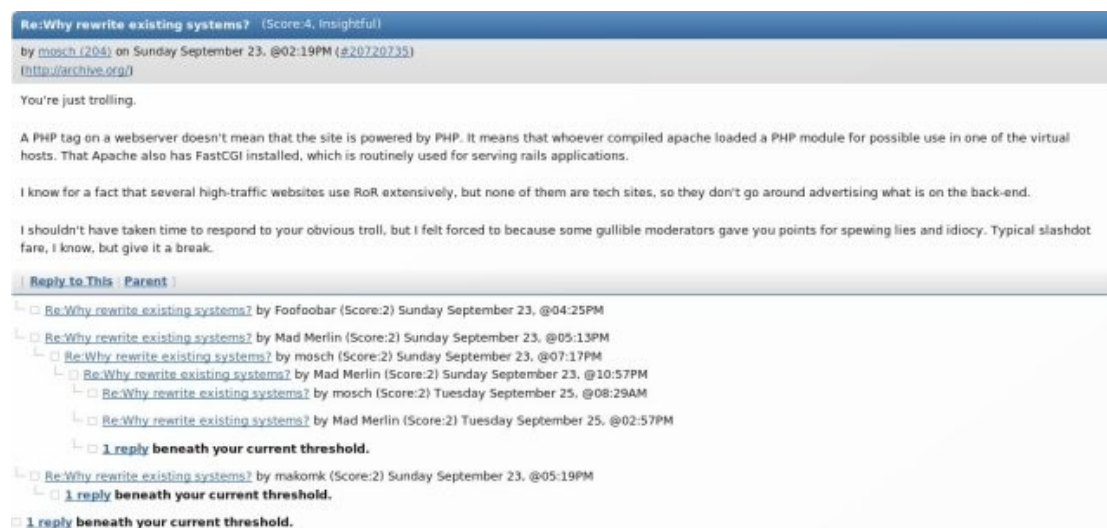 Re:Why rewrite existing systems? (Score:4, Insightful)
by mosch (204) on Sunday September 23, @02:19PM (#20720735)
(http://archive.org/)
You're just trolling.
A PHP tag on a webserver doesn't mean that the site is powered by PHP. It means that whoever compiled apache loaded a PHP module for possible use in one of the virtual
hosts. That Apache also has FastCGI installed, which is routinely used for serving rails applications.
I know for a fact that several high-traffic websites use RoR extensively, but none of them are tech sites, so they don't go around advertising what is on the back-end.
I shouldn't have taken time to respond to your obvious troll, but I felt forced to because some gullible moderators gave you points for spewing lies and idiocy. Typical slashdot
fare, I know, but give it a break.
[ Reply to This | Parent ]
Re:Why rewrite existing systems? by Foofoobar (Score:2) Sunday September 23, @04:25PM
Re:Why rewrite existing systems? by Mad Merlin (Score:2) Sunday September 23, @05:13PM
Re:Why rewrite existing systems? by mosch (Score:2) Sunday September 23, @07:17PM
Re:Why rewrite existing systems? by Mad Merlin (Score:2) Sunday September 23, @10:57PM
Re:Why rewrite existing systems? by mosch (Score:2) Tuesday September 25, @08:29AM
Re:Why rewrite existing systems? by Mad Merlin (Score:2) Tuesday September 25, @02:57PM
1 reply beneath your current threshold.
Re:Why rewrite existing systems? by makomk (Score:2) Sunday September 23, @05:19PM
1 reply beneath your current threshold.
1 reply beneath your current threshold.